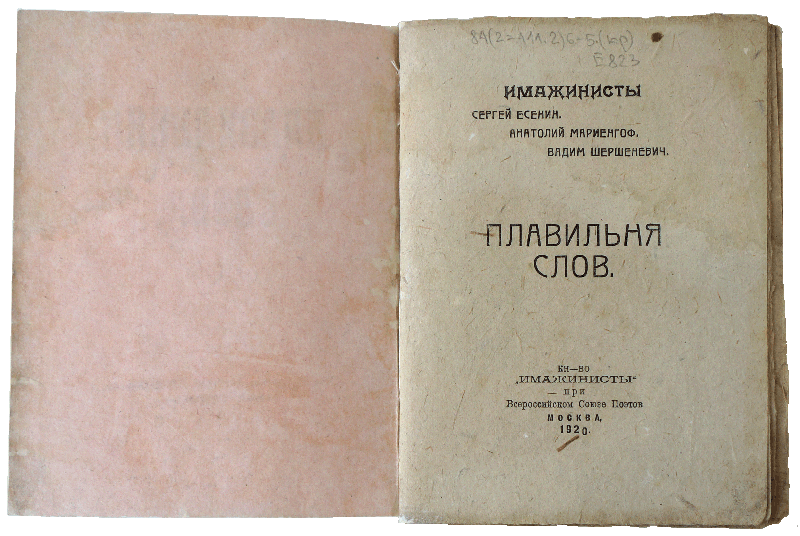 84(2=411.2)6-5.(кр)
Е823
ИМАЖИНИСТЫ
СЕРГЕЙ ЕСЕНИН.
АНАТОЛИЙ МАРИЕНГОФ.
ВАДИМ ШЕРШЕНЕВИЧ.
ПЛАВИЛЬНЯ
СЛОВ.
КН—ВО
„ИМАЖИНИСТЫ“
— при
Всероссийском Союзе Поэтов
МОСКВА,
1920.